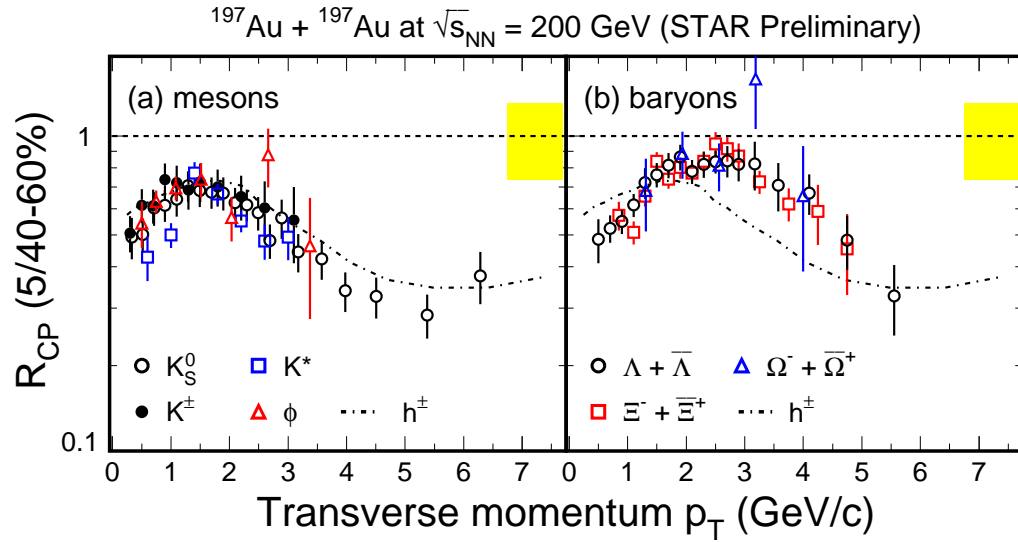 ¹⁹⁷Au + ¹⁹⁷Au at √s̅_NN = 200 GeV (STAR Preliminary)
(a) mesons
(b) baryons
R_CP (5/40-60%)
1
0.1
K⁰_S
K*
K^±
ϕ
h^±
Λ + Λ̅
Ω⁻ + Ω̅⁺
Ξ⁻ + Ξ̅⁺
h^±
0 1 2 3 4 5 6 7
0 1 2 3 4 5 6 7
Transverse momentum p_T (GeV/c)